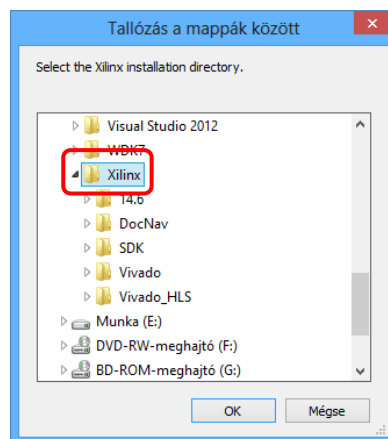 Tallózás a mappák között
Select the Xilinx installation directory.
Visual Studio 2012
WDK7
Xilinx
14.6
DocNav
SDK
Vivado
Vivado_HLS
Munka (E:)
DVD-RW-meghajtó (F:)
BD-ROM-meghajtó (G:)
OK Mégse